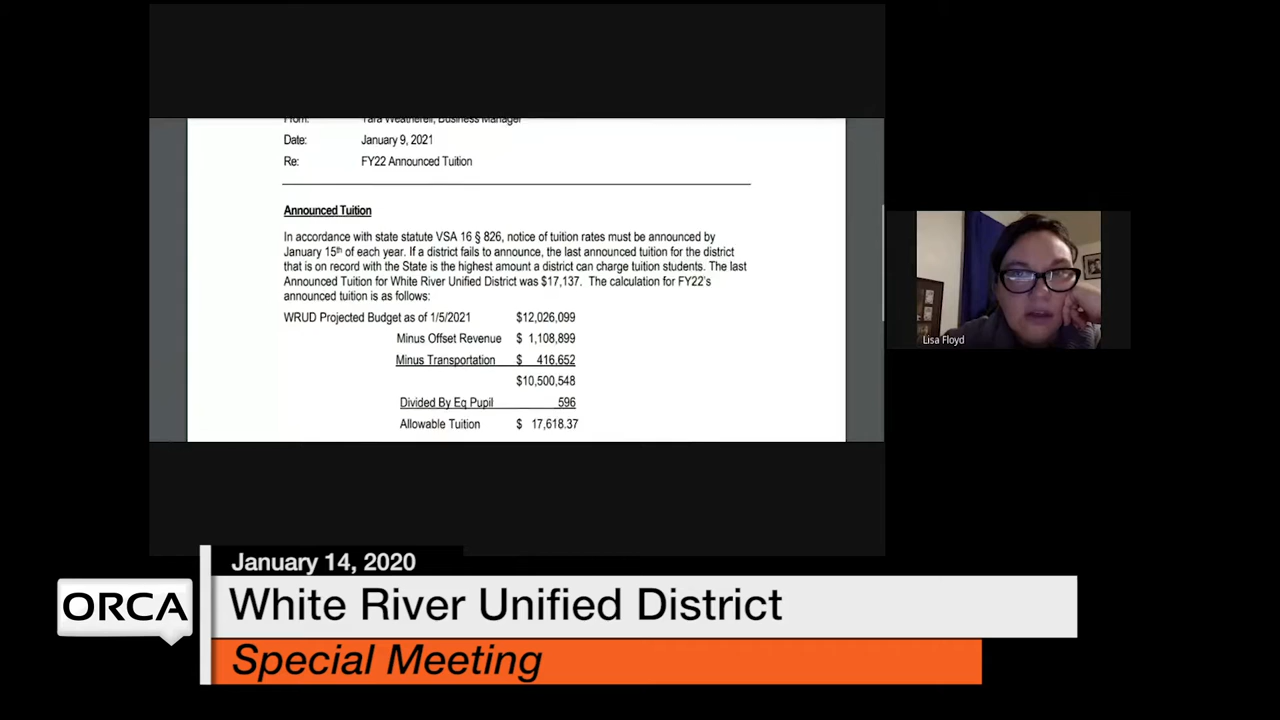 From: Tara Weatherell, Business Manager
Date: January 9, 2021
Re: FY22 Announced Tuition
Announced Tuition
In accordance with state statute VSA 16 § 826, notice of tuition rates must be announced by
January 15th of each year. If a district fails to announce, the last announced tuition for the district
that is on record with the State is the highest amount a district can charge tuition students. The last
Announced Tuition for White River Unified District was $17,137. The calculation for FY22's
announced tuition is as follows:
WRUD Projected Budget as of 1/5/2021 $12,026,099
Minus Offset Revenue $ 1,108,899
Minus Transportation $ 416,652
$10,500,548
Divided By Eq Pupil 596
Allowable Tuition $ 17,618.37
Lisa Floyd
January 14, 2020
ORCA
White River Unified District
Special Meeting